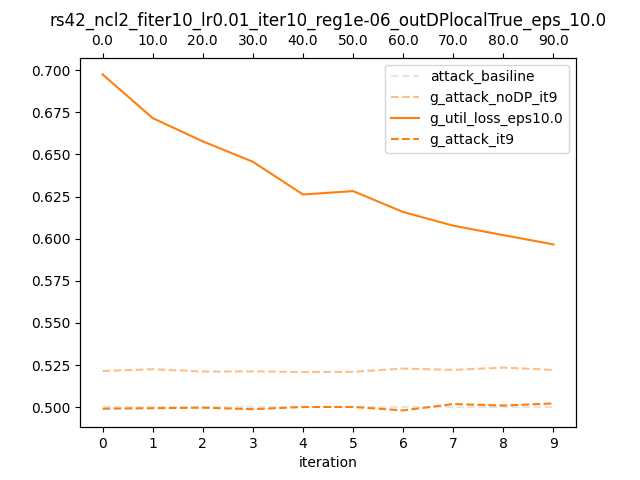 rs42_ncl2_fiter10_lr0.01_iter10_reg1e-06_outDPlocalTrue_eps_10.0
0.0 10.0 20.0 30.0 40.0 50.0 60.0 70.0 80.0 90.0
attack_basiline
g_attack_noDP_it9
g_util_loss_eps10.0
g_attack_it9
0.700
0.675
0.650
0.625
0.600
0.575
0.550
0.525
0.500
0 1 2 3 4 5 6 7 8 9
iteration